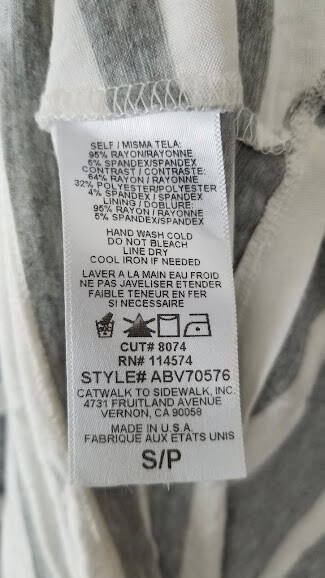 SELF / MISMA TELA:
95% RAYON/RAYONNE
5% SPANDEX/SPANDEX
CONTRAST / CONTRASTE:
64% RAYON / RAYONNE
32% POLYESTER/POLYESTER
4% SPANDEX / SPANDEX
LINING / DOBLURE:
95% RAYON / RAYONNE
5% SPANDEX/SPANDEX
HAND WASH COLD
DO NOT BLEACH
LINE DRY
COOL IRON IF NEEDED
LAVER A LA MAIN EAU FROID
NE PAS JAVELISER ETENDER
FAIBLE TENEUR EN FER
SI NECESSAIRE
CUT# 8074
RN# 114574
STYLE# ABV70576
CATWALK TO SIDEWALK, INC.
4731 FRUITLAND AVENUE
VERNON, CA 90058
MADE IN U.S.A.
FABRIQUE AUX ETATS UNIS
S/P